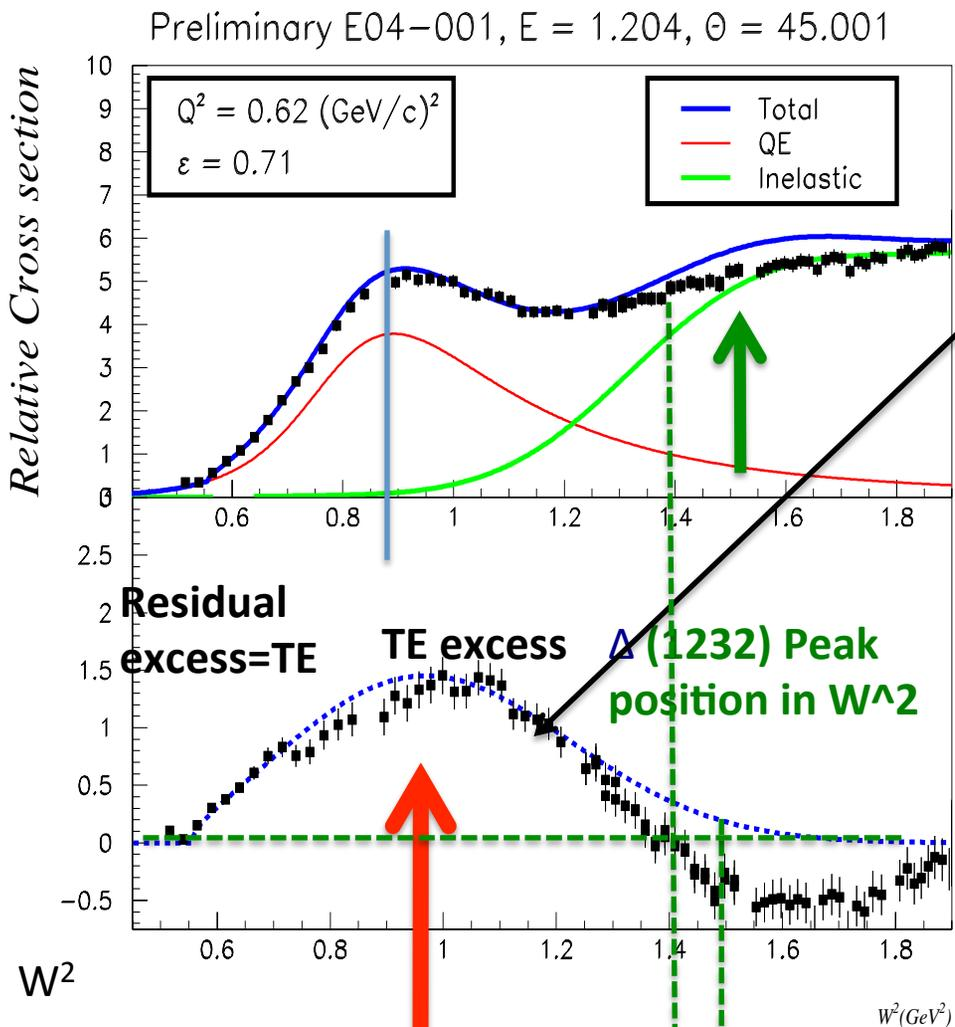 Preliminary E04-001, E = 1.204, Θ = 45.001
Relative Cross section
10
9
8
7
6
5
4
3
2
1
0
Q² = 0.62 (GeV/c)²
ε = 0.71
Total
QE
Inelastic
0.6 0.8 1 1.2 1.4 1.6 1.8
3
2.5
2
1.5
1
0.5
0
-0.5
Residual
excess=TE
TE excess
Δ (1232) Peak
position in W^2
0.6 0.8 1 1.2 1.4 1.6 1.8
W²
W²(GeV²)